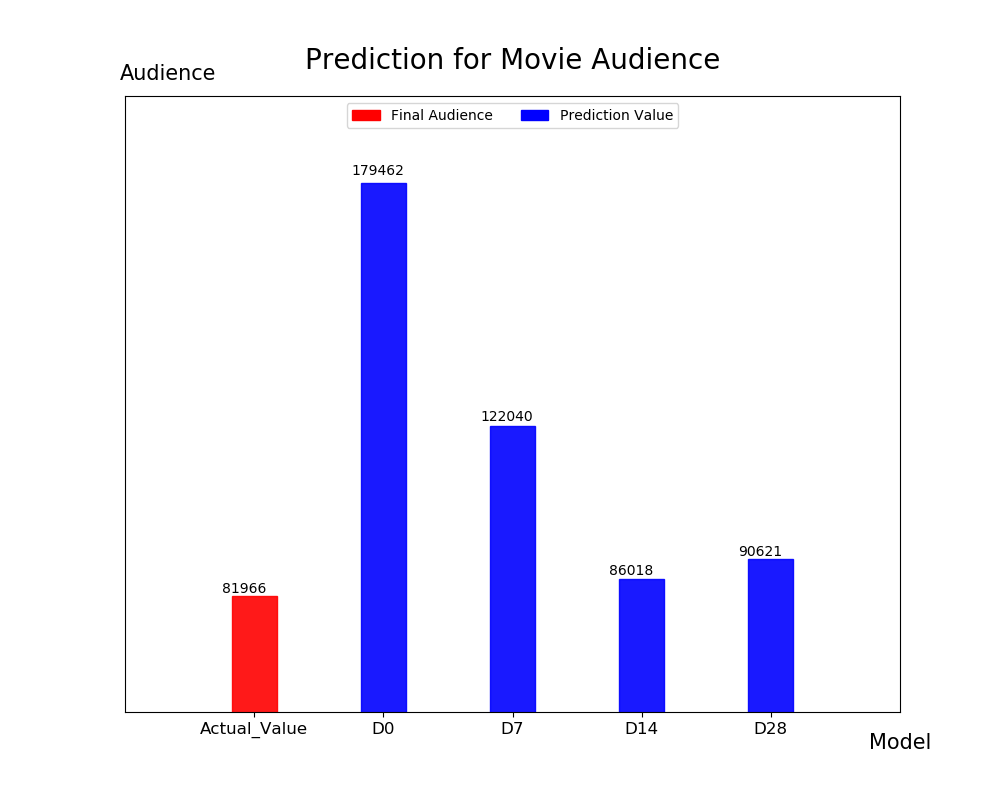 Prediction for Movie Audience
Audience
Final Audience Prediction Value
179462
122040
90621
86018
81966
Actual_Value D0 D7 D14 D28
Model